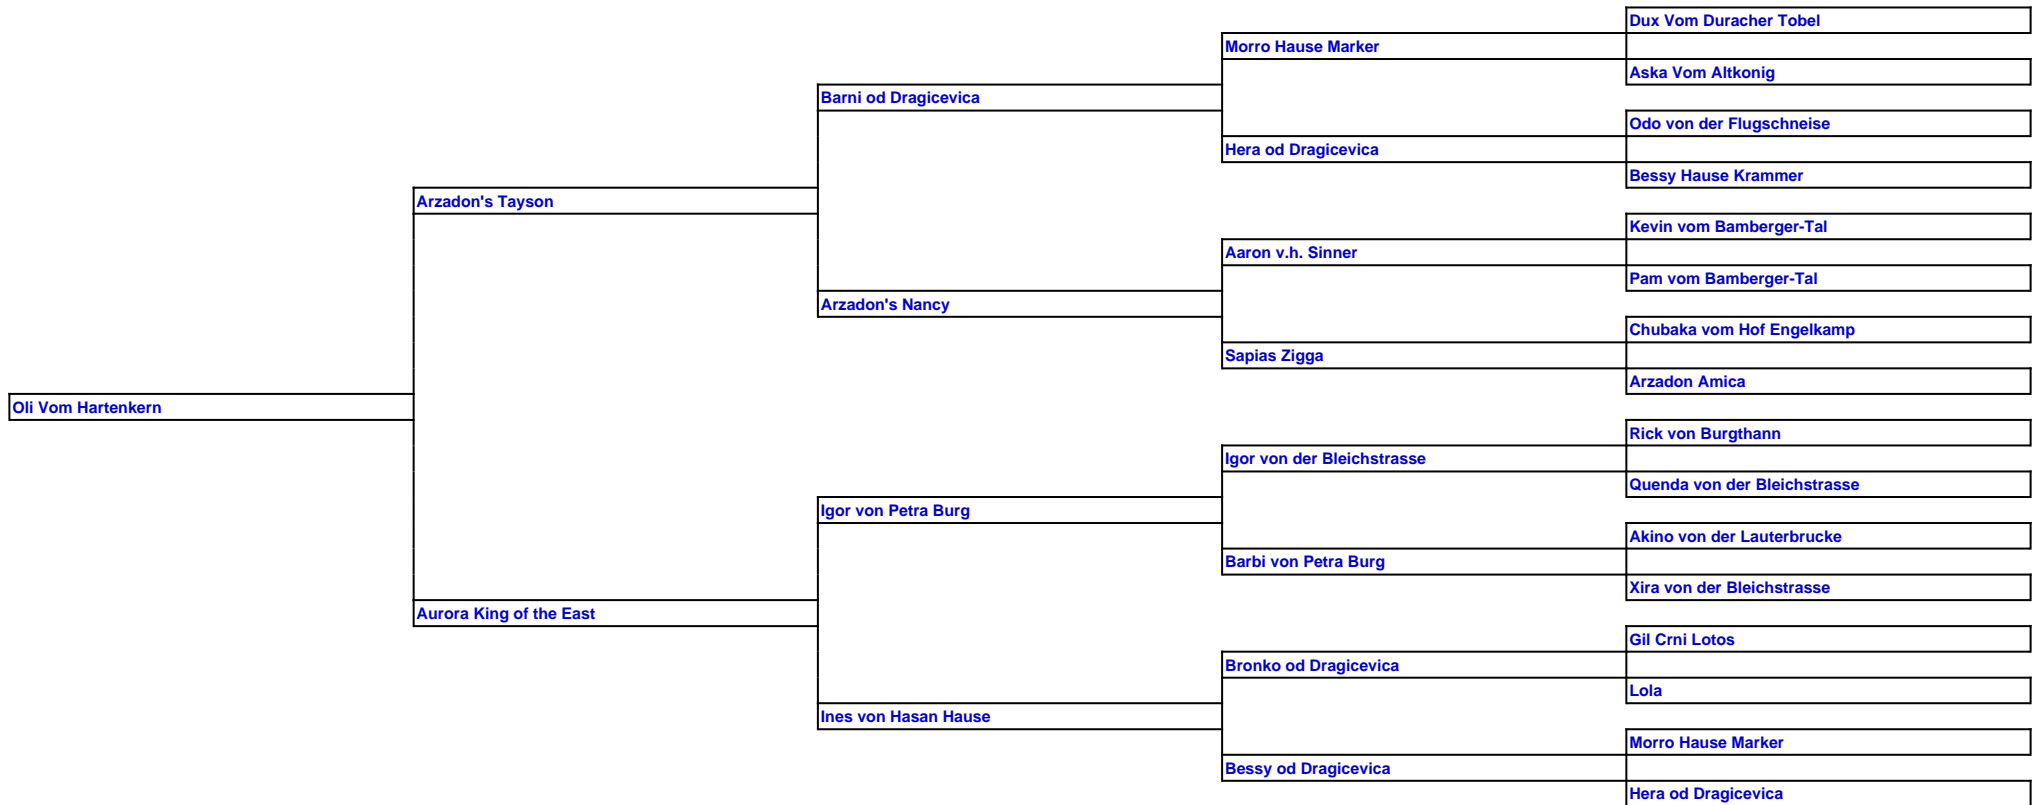 Dux Vom Duracher Tobel
Morro Hause Marker
Aska Vom Altkonig
Barni od Dragicevica
Odo von der Flugschneise
Hera od Dragicevica
Bessy Hause Krammer
Arzadon's Tayson
Kevin vom Bamberger-Tal
Aaron v.h. Sinner
Pam vom Bamberger-Tal
Arzadon's Nancy
Chubaka vom Hof Engelkamp
Sapias Zigga
Arzadon Amica
Oli Vom Hartenkern
Rick von Burgthann
Igor von der Bleichstrasse
Quenda von der Bleichstrasse
Igor von Petra Burg
Akino von der Lauterbrucke
Barbi von Petra Burg
Xira von der Bleichstrasse
Aurora King of the East
Gil Crni Lotos
Bronko od Dragicevica
Lola
Ines von Hasan Hause
Morro Hause Marker
Bessy od Dragicevica
Hera od Dragicevica